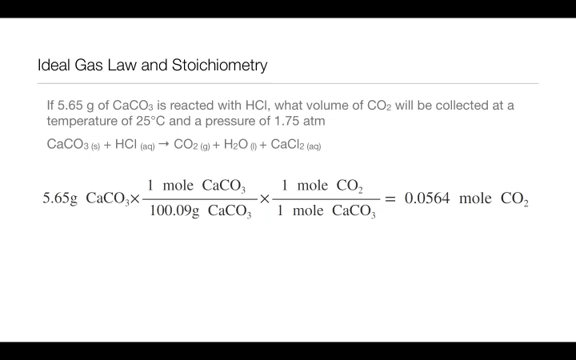 Ideal Gas Law and Stoichiometry
If 5.65 g of CaCO₃ is reacted with HCl, what volume of CO₂ will be collected at a
temperature of 25°C and a pressure of 1.75 atm
CaCO₃ (s) + HCl (aq) → CO₂ (g) + H₂O (l) + CaCl₂ (aq)
5.65g CaCO₃ × (1 mole CaCO₃ / 100.09g CaCO₃) × (1 mole CO₂ / 1 mole CaCO₃) = 0.0564 mole CO₂